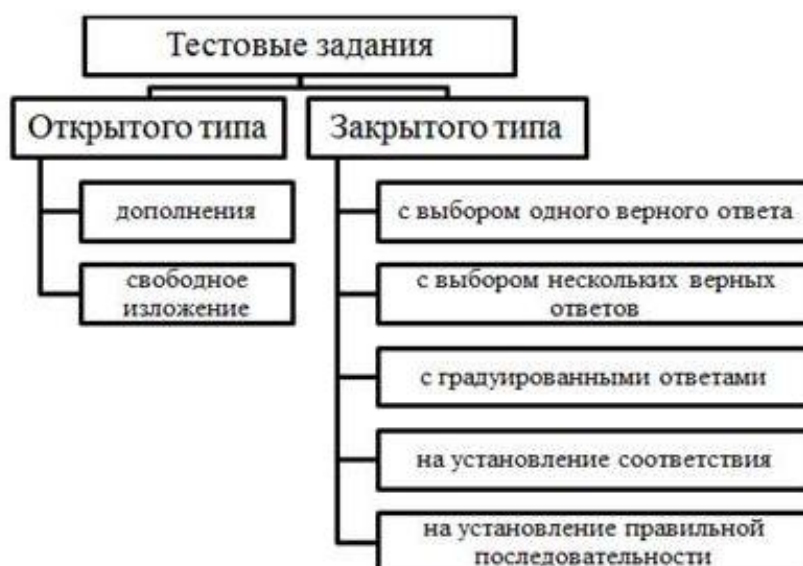 Тестовые задания
Открытого типа
Закрытого типа
дополнения
свободное
изложение
с выбором одного верного ответа
с выбором нескольких верных
ответов
с градуированными ответами
на установление соответствия
на установление правильной
последовательности